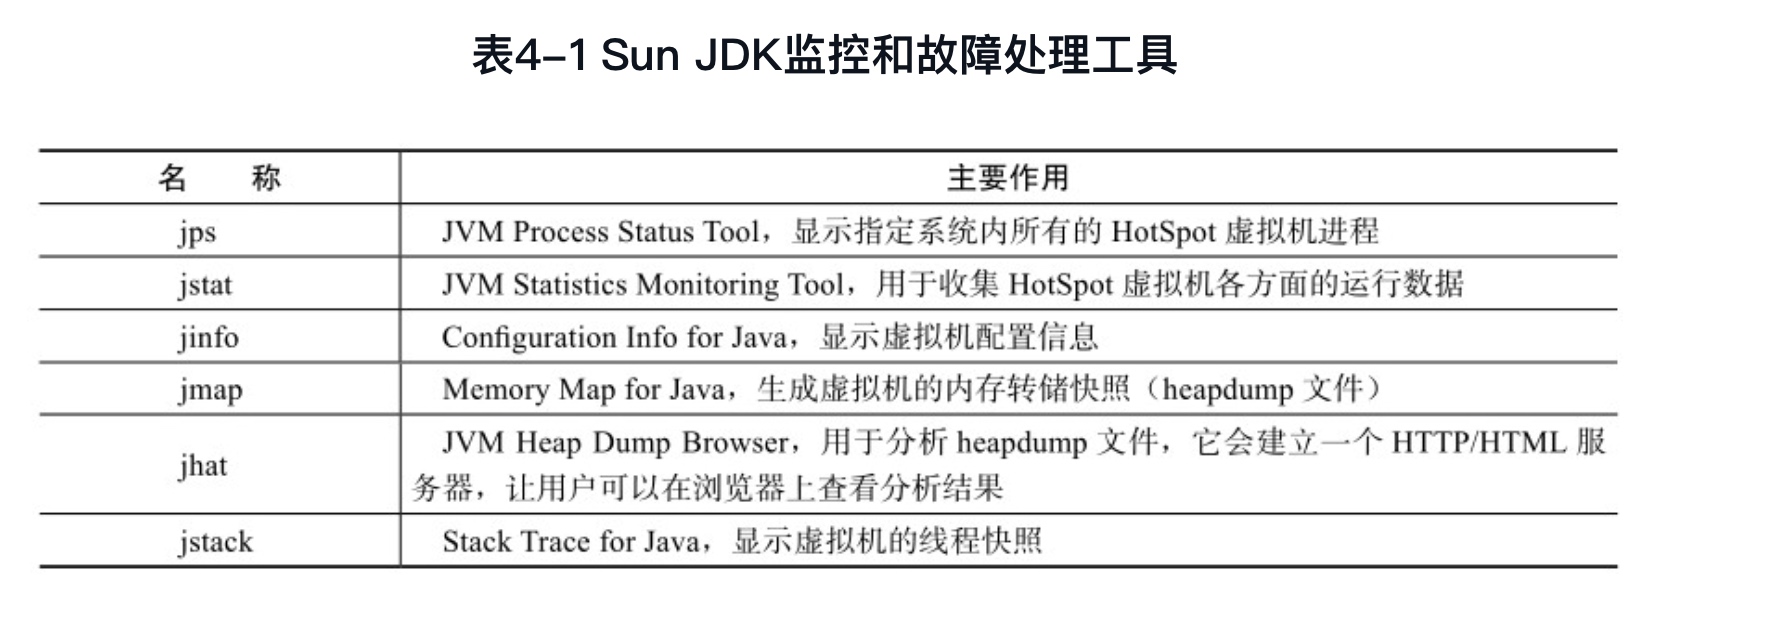 表4-1 Sun JDK监控和故障处理工具
名 称 主要作用
jps JVM Process Status Tool，显示指定系统内所有的 HotSpot 虚拟机进程
jstat JVM Statistics Monitoring Tool，用于收集 HotSpot 虚拟机各方面的运行数据
jinfo Configuration Info for Java，显示虚拟机配置信息
jmap Memory Map for Java，生成虚拟机的内存转储快照（heapdump 文件）
jhat JVM Heap Dump Browser，用于分析 heapdump 文件，它会建立一个 HTTP/HTML 服
务器，让用户可以在浏览器上查看分析结果
jstack Stack Trace for Java，显示虚拟机的线程快照